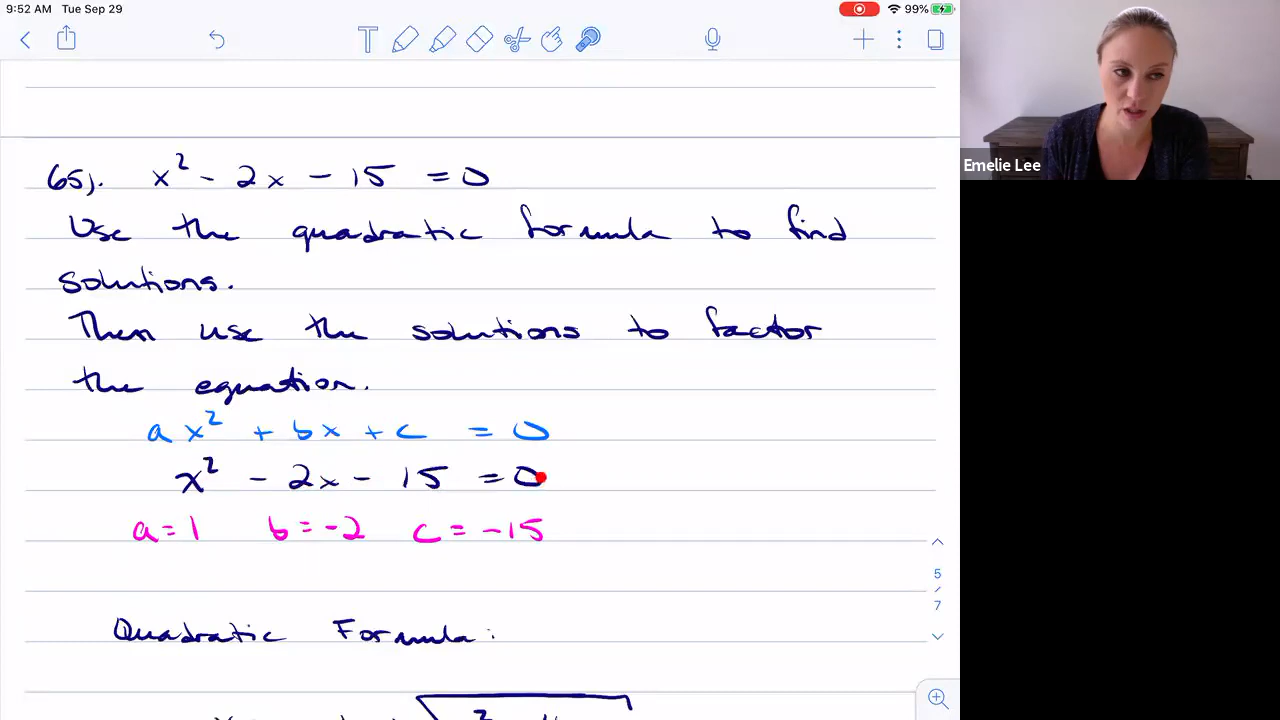 9:52 AM Tue Sep 29
99%
T
65). x² - 2x - 15 = 0
Use the quadratic formula to find
solutions.
Then use the solutions to factor
the equation.
ax² + bx + c = 0
x² - 2x - 15 = 0
a = 1 b = -2 c = -15
Quadratic Formula:
5
/
7
Emelie Lee